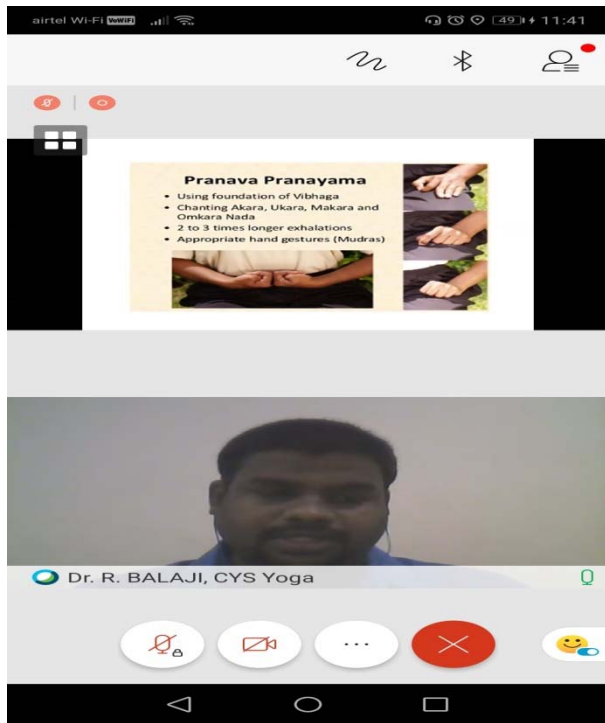 airtel Wi-Fi VoWiFi 49 11:41
Pranava Pranayama
• Using foundation of Vibhaga
• Chanting Akara, Ukara, Makara and
Omkara Nada
• 2 to 3 times longer exhalations
• Appropriate hand gestures (Mudras)
Dr. R. BALAJI, CYS Yoga